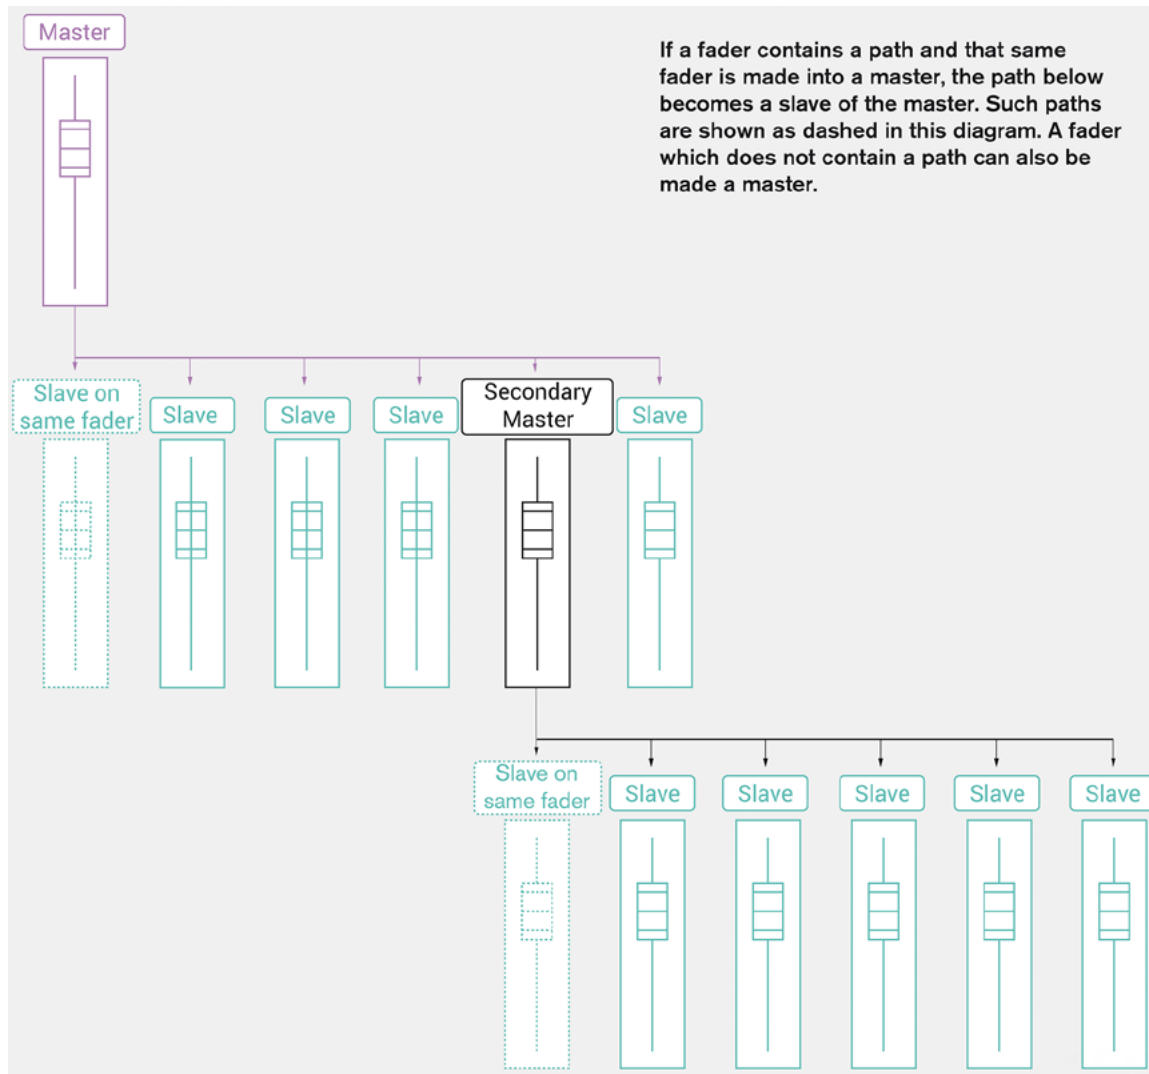 Master
If a fader contains a path and that same
fader is made into a master, the path below
becomes a slave of the master. Such paths
are shown as dashed in this diagram. A fader
which does not contain a path can also be
made a master.
Slave on
same fader
Slave
Slave
Slave
Secondary
Master
Slave
Slave on
same fader
Slave
Slave
Slave
Slave
Slave